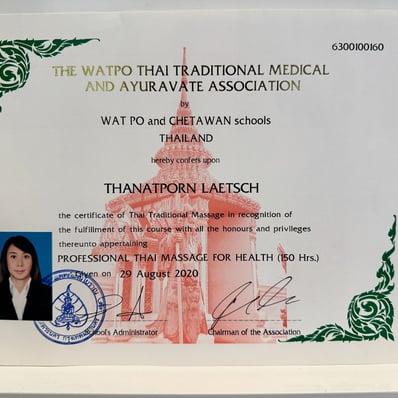 6300100160
THE WATPO THAI TRADITIONAL MEDICAL
AND AYURAVATE ASSOCIATION
by
WAT PO and CHETAWAN schools
THAILAND
hereby confers upon
THANATPORN LAETSCH
the certificate of Thai Traditional Massage in recognition of
the fulfillment of this course with all the honours and privileges
thereunto appertaining
PROFESSIONAL THAI MASSAGE FOR HEALTH (150 Hrs.)
Given on 29 August 2020
School's Administrator
Chairman of the Association